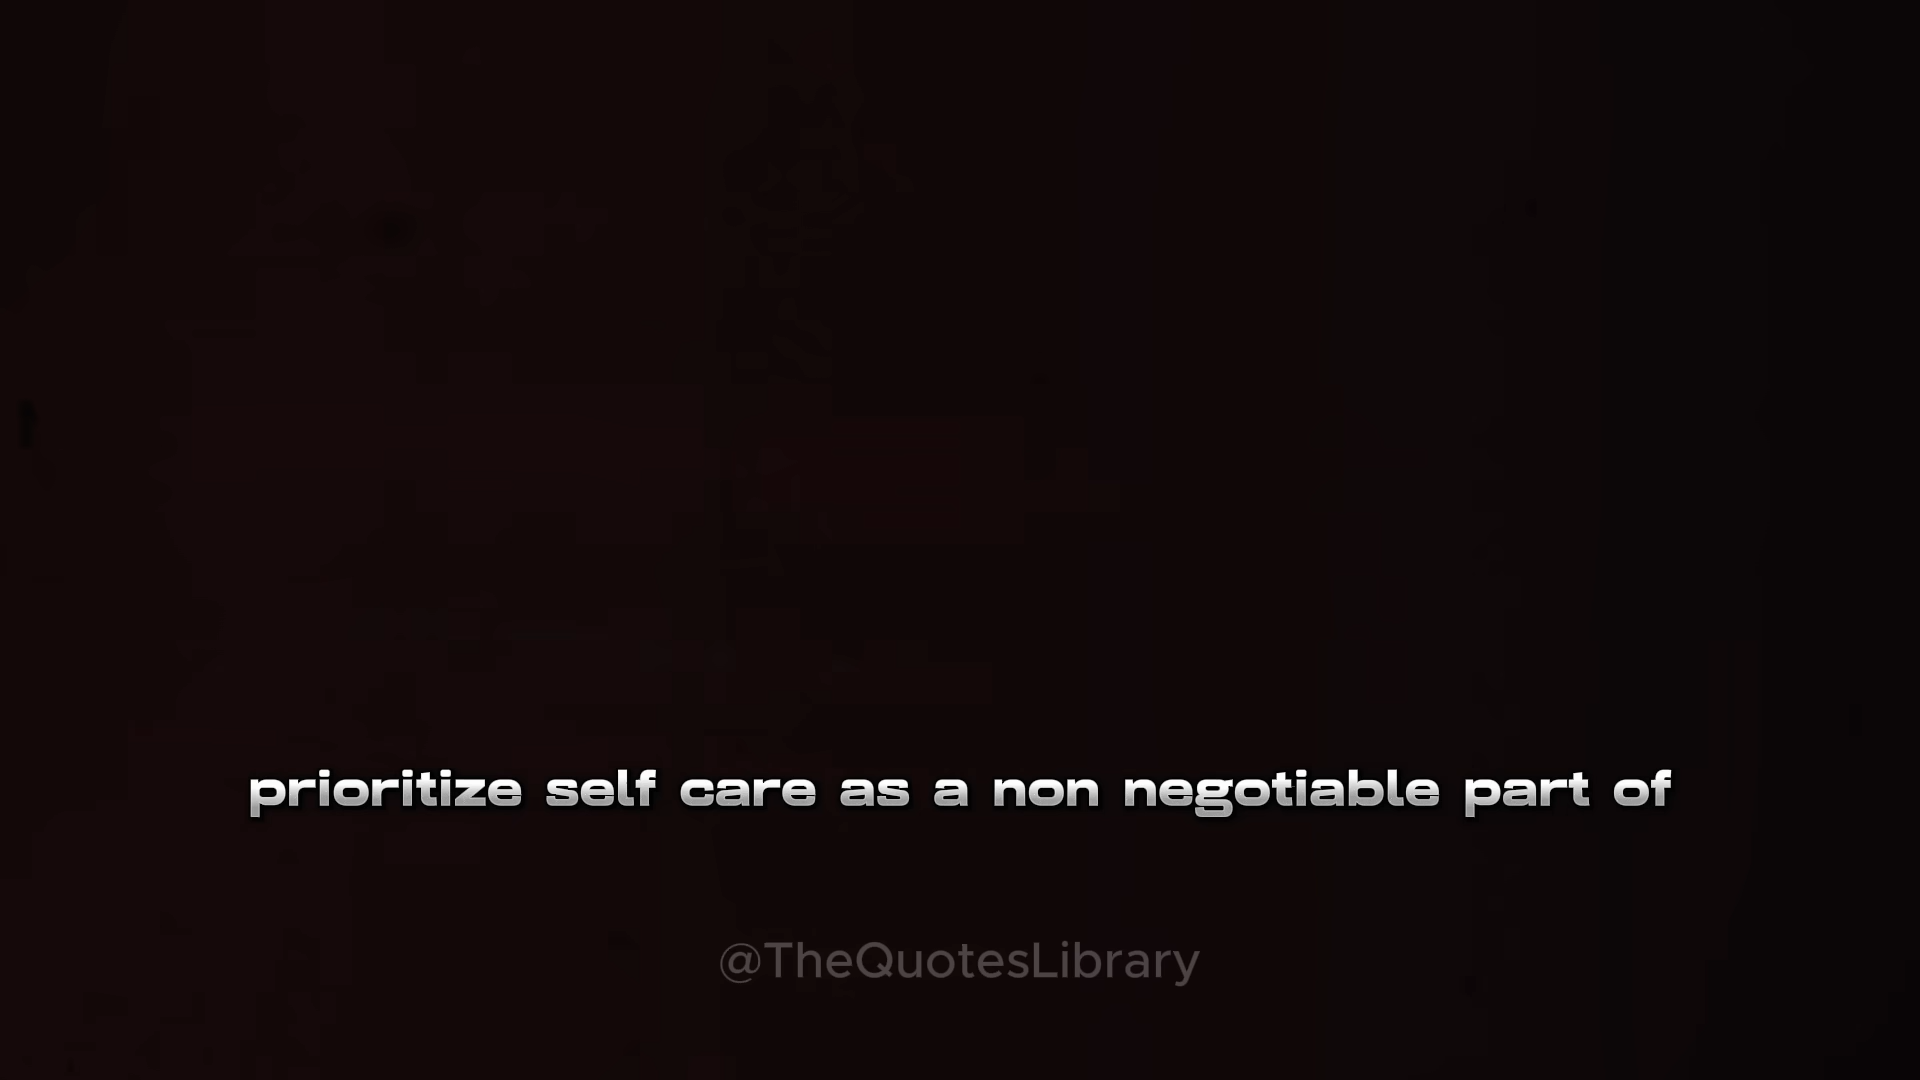 prioritize self care as a non negotiable part of
@TheQuotesLibrary